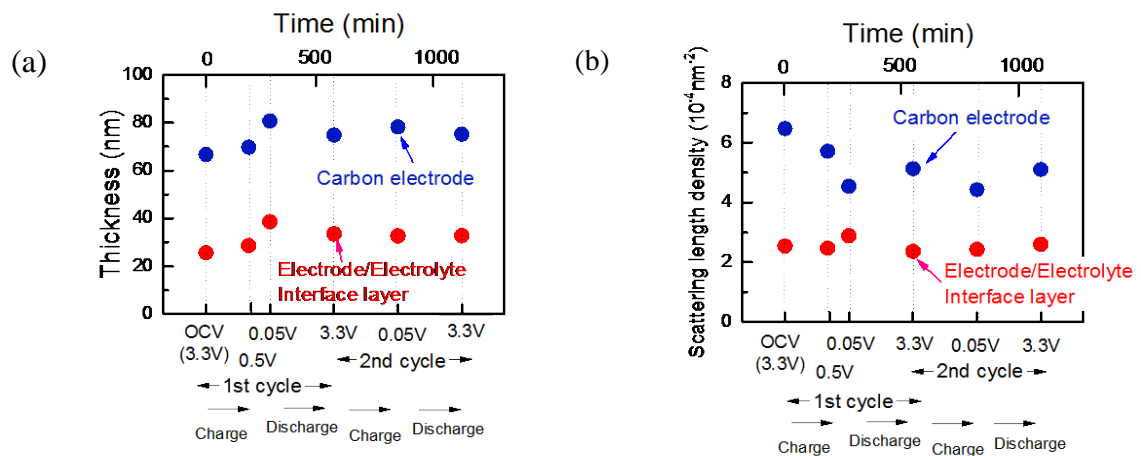 (a)
Time (min)
0 500 1000
Thickness (nm)
100
80
60
40
20
0
Carbon electrode
Electrode/Electrolyte
Interface layer
OCV
(3.3V)
0.5V
0.05V
3.3V
0.05V
3.3V
2nd cycle
1st cycle
Charge
Discharge
Charge
Discharge
(b)
Time (min)
0 500 1000
Scattering length density (10⁻⁴nm⁻²)
8
6
4
2
0
Carbon electrode
Electrode/Electrolyte
Interface layer
OCV
(3.3V)
0.5V
0.05V
3.3V
0.05V
3.3V
2nd cycle
1st cycle
Charge
Discharge
Charge
Discharge